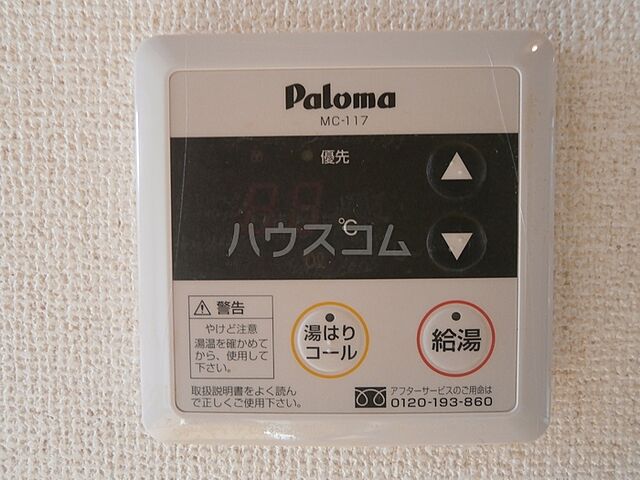 Paloma
MC-117
優先
℃
ハウスコム
▲
▼
⚠ 警告
やけど注意
湯温を確かめて
から、使用して
下さい。
湯はり
コール
給湯
取扱説明書をよく読ん
で正しくご使用下さい。
アフターサービスのご用命は
0120-193-860